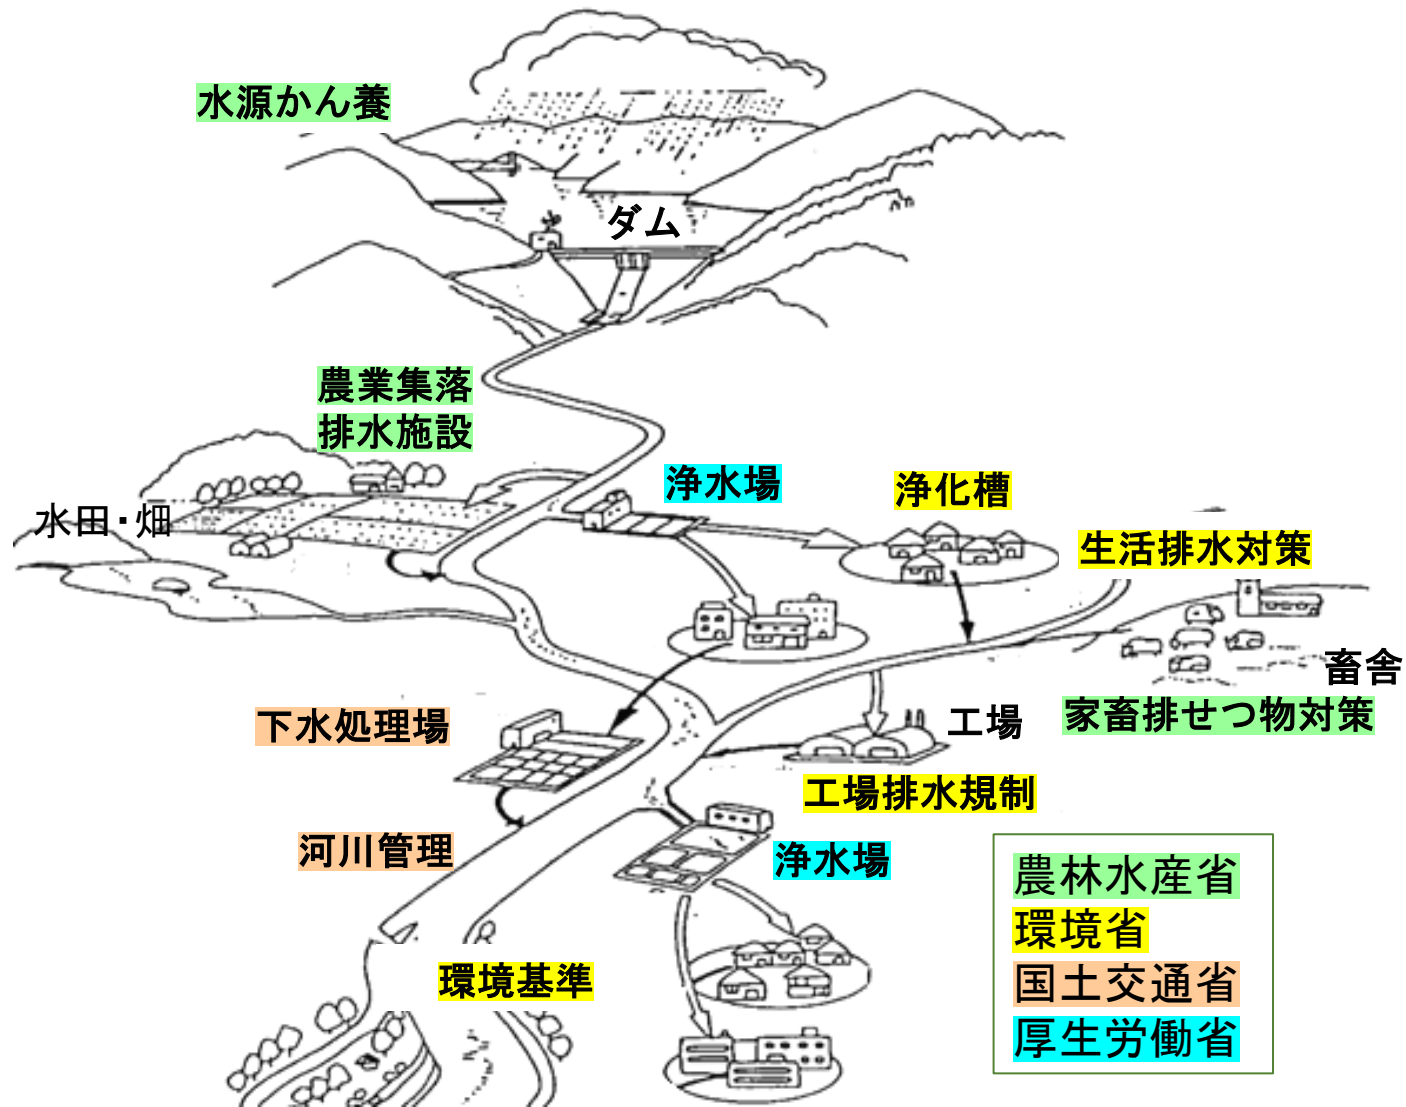 水源かん養
ダム
農業集落
排水施設
浄水場
浄化槽
水田・畑
生活排水対策
畜舎
下水処理場
工場
家畜排せつ物対策
工場排水規制
河川管理
浄水場
環境基準
農林水産省
環境省
国土交通省
厚生労働省